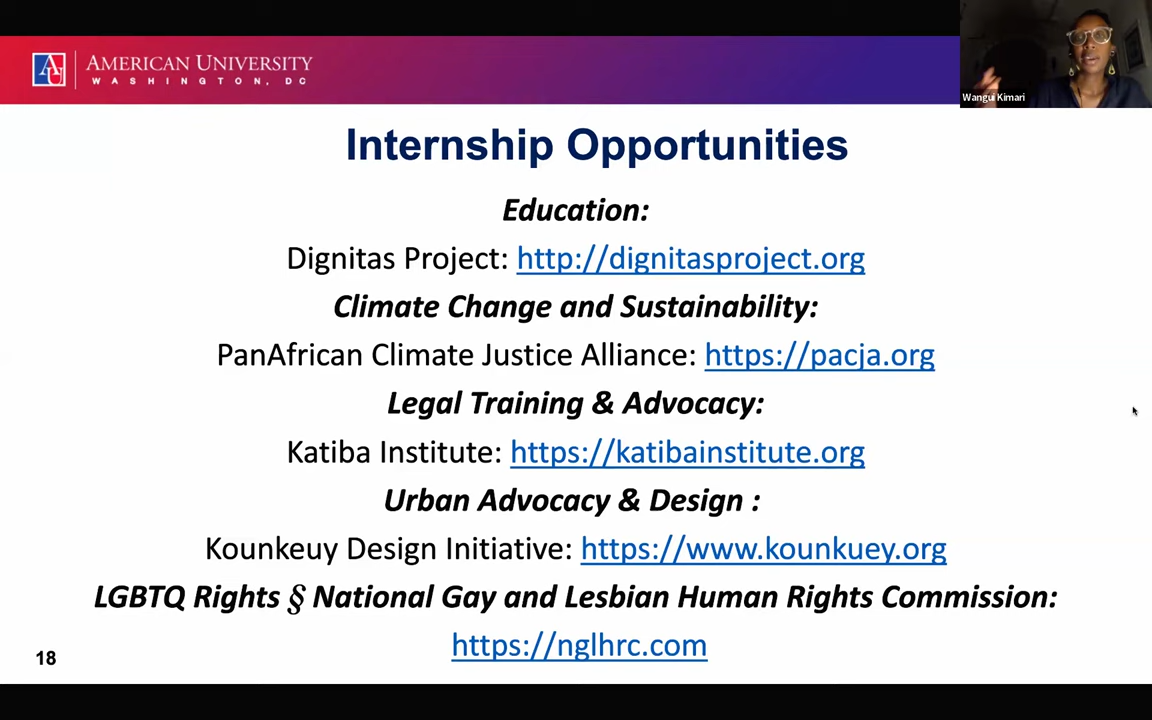 AMERICAN UNIVERSITY
WASHINGTON, DC
Wangui Kimari
Internship Opportunities
Education:
Dignitas Project: http://dignitasproject.org
Climate Change and Sustainability:
PanAfrican Climate Justice Alliance: https://pacja.org
Legal Training & Advocacy:
Katiba Institute: https://katibainstitute.org
Urban Advocacy & Design :
Kounkeuy Design Initiative: https://www.kounkuey.org
LGBTQ Rights § National Gay and Lesbian Human Rights Commission:
https://nglhrc.com
18